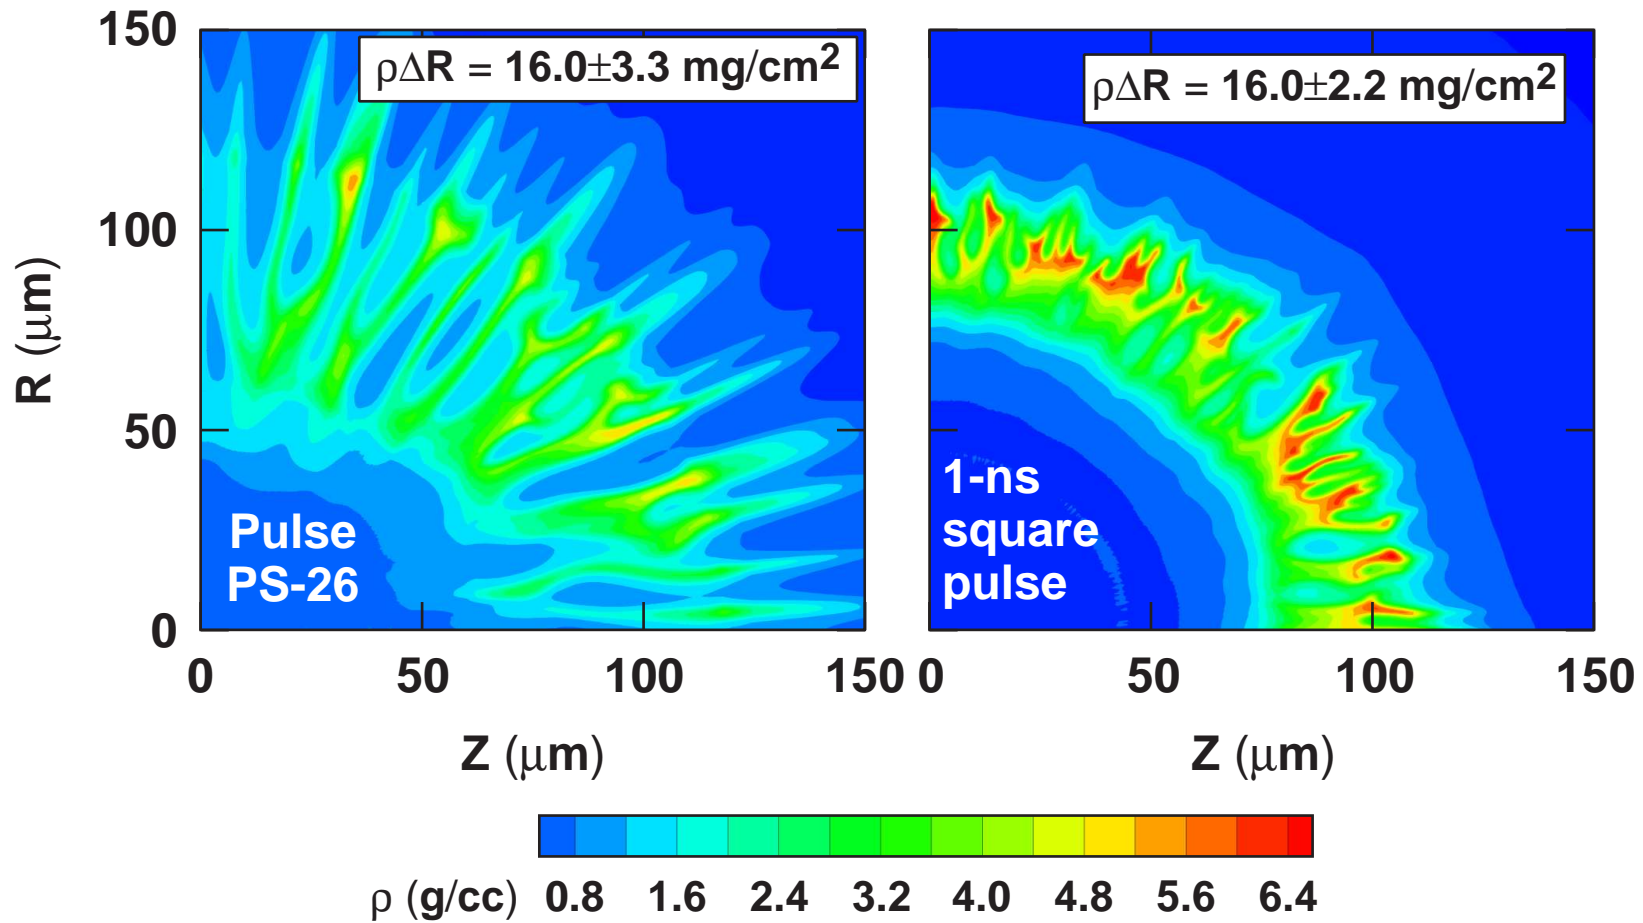 ρΔR = 16.0±3.3 mg/cm2
ρΔR = 16.0±2.2 mg/cm2
150
100
50
0
R (μm)
Pulse
PS-26
1-ns
square
pulse
0 50 100 150 0 50 100 150
Z (μm) Z (μm)
ρ (g/cc) 0.8 1.6 2.4 3.2 4.0 4.8 5.6 6.4